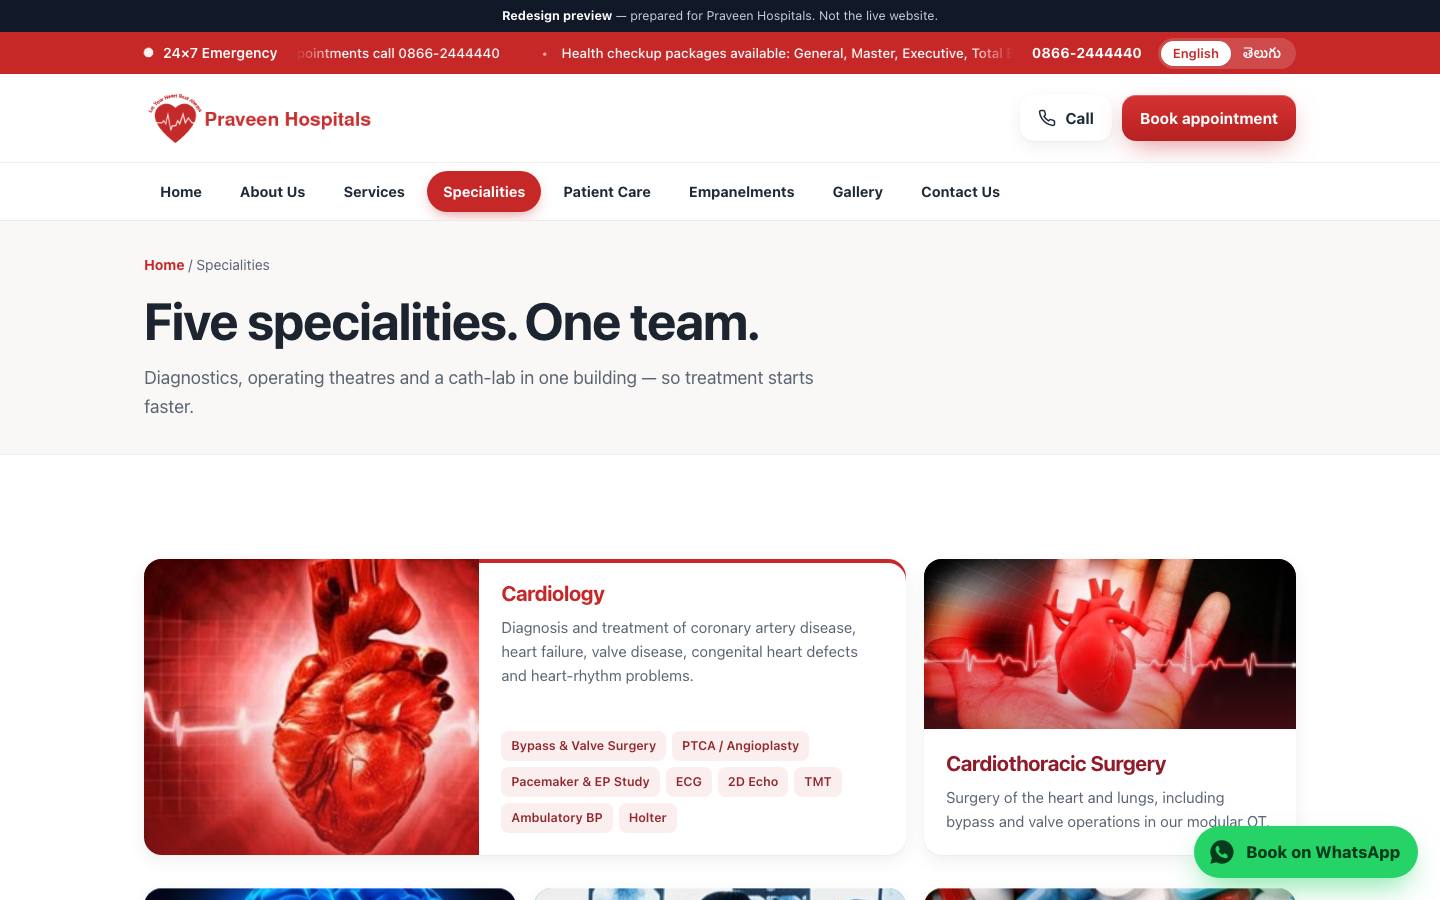 Redesign preview — prepared for Praveen Hospitals. Not the live website.
24×7 Emergency
pointments call 0866-2444440 • Health checkup packages available: General, Master, Executive, Total
0866-2444440
English
తెలుగు
Let Your Heart Beat Always
Praveen Hospitals
Call
Book appointment
Home
About Us
Services
Specialities
Patient Care
Empanelments
Gallery
Contact Us
Home / Specialities
Five specialities. One team.
Diagnostics, operating theatres and a cath-lab in one building — so treatment starts
faster.
Cardiology
Diagnosis and treatment of coronary artery disease,
heart failure, valve disease, congenital heart defects
and heart-rhythm problems.
Bypass & Valve Surgery
PTCA / Angioplasty
Pacemaker & EP Study
ECG
2D Echo
TMT
Ambulatory BP
Holter
Cardiothoracic Surgery
Surgery of the heart and lungs, including
bypass and valve operations in our modular OT.
Book on WhatsApp